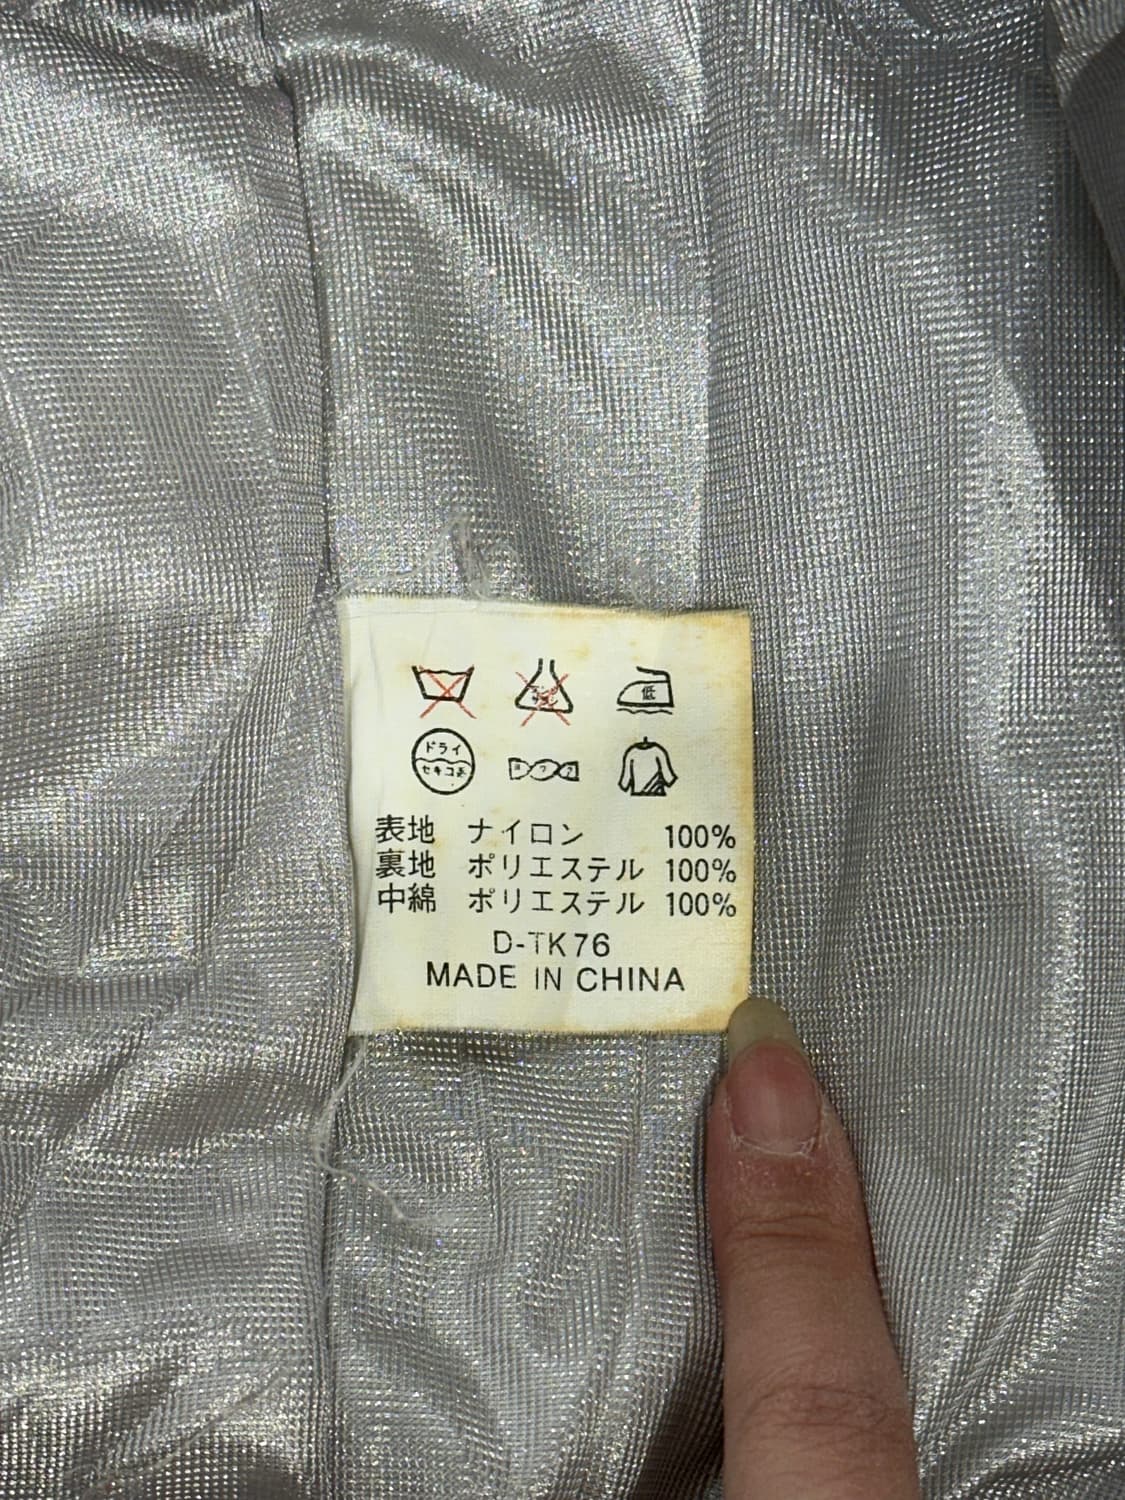 低
ドライ
セキユ系
表地 ナイロン 100%
裏地 ポリエステル 100%
中綿 ポリエステル 100%
D-TK76
MADE IN CHINA